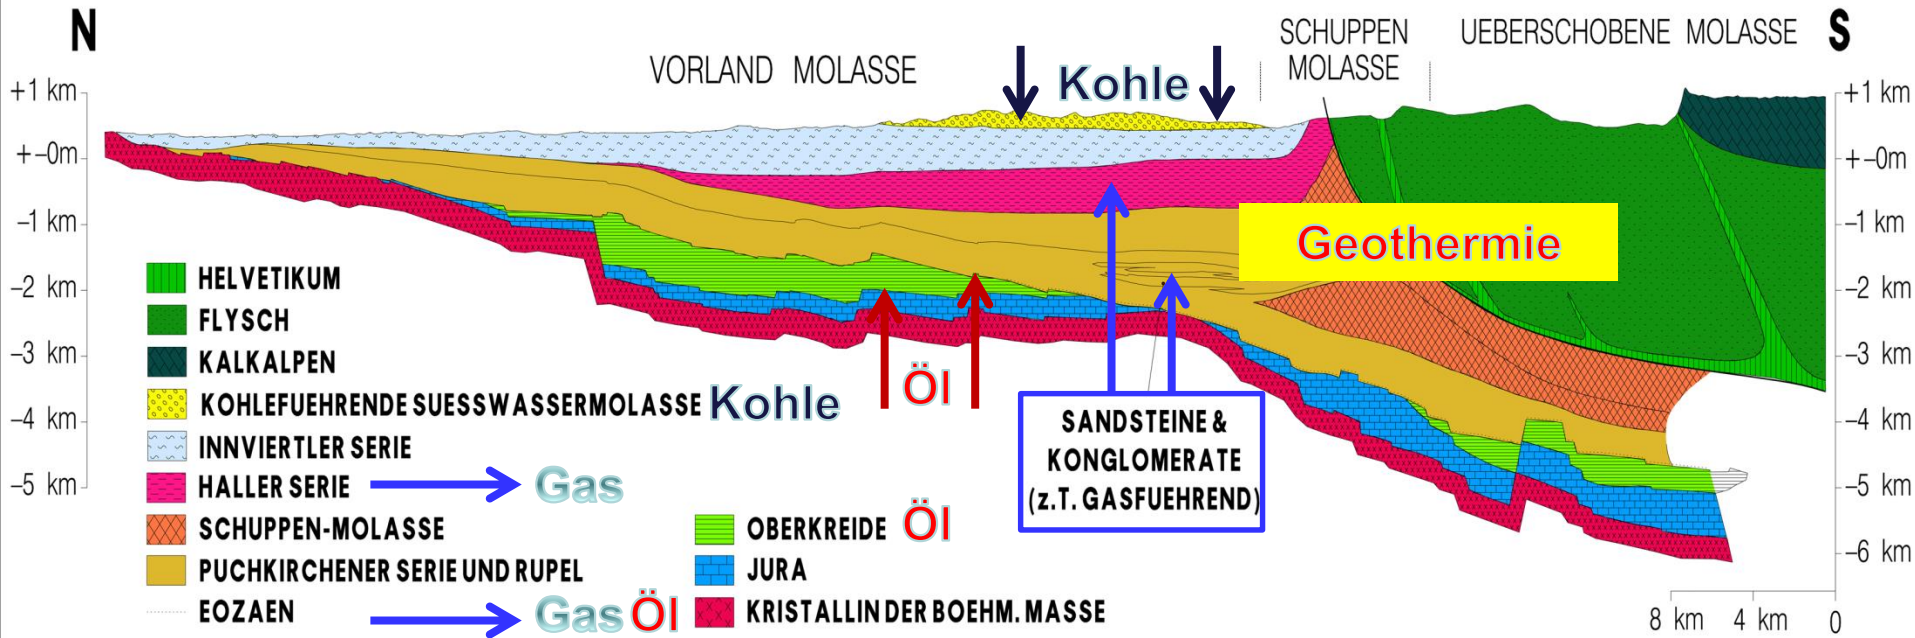 N
VORLAND MOLASSE
SCHUPPEN
MOLASSE
UEBERSCHOBENE MOLASSE
S
Kohle
+1 km
+-0m
-1 km
-2 km
-3 km
-4 km
-5 km
+1 km
+-0m
-1 km
-2 km
-3 km
-4 km
-5 km
-6 km
Geothermie
HELVETIKUM
FLYSCH
KALKALPEN
KOHLEFUEHRENDE SUESSWASSERMOLASSE Kohle
INNVIERTLER SERIE
HALLER SERIE Gas
SCHUPPEN-MOLASSE
PUCHKIRCHENER SERIE UND RUPEL
EOZAEN Gas Öl
Öl
OBERKREIDE Öl
JURA
KRISTALLIN DER BOEHM. MASSE
SANDSTEINE &
KONGLOMERATE
(z.T. GASFUEHREND)
8 km 4 km 0